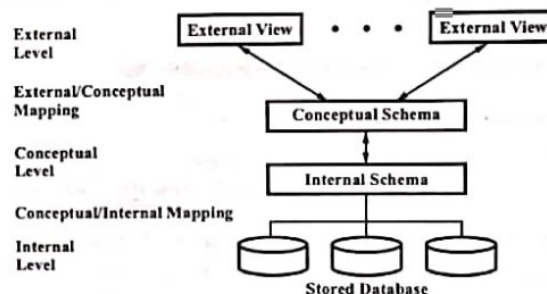 External View
External View
External
Level
External/Conceptual
Mapping
Conceptual Schema
Conceptual
Level
Internal Schema
Conceptual/Internal Mapping
Internal
Level
Stored Database